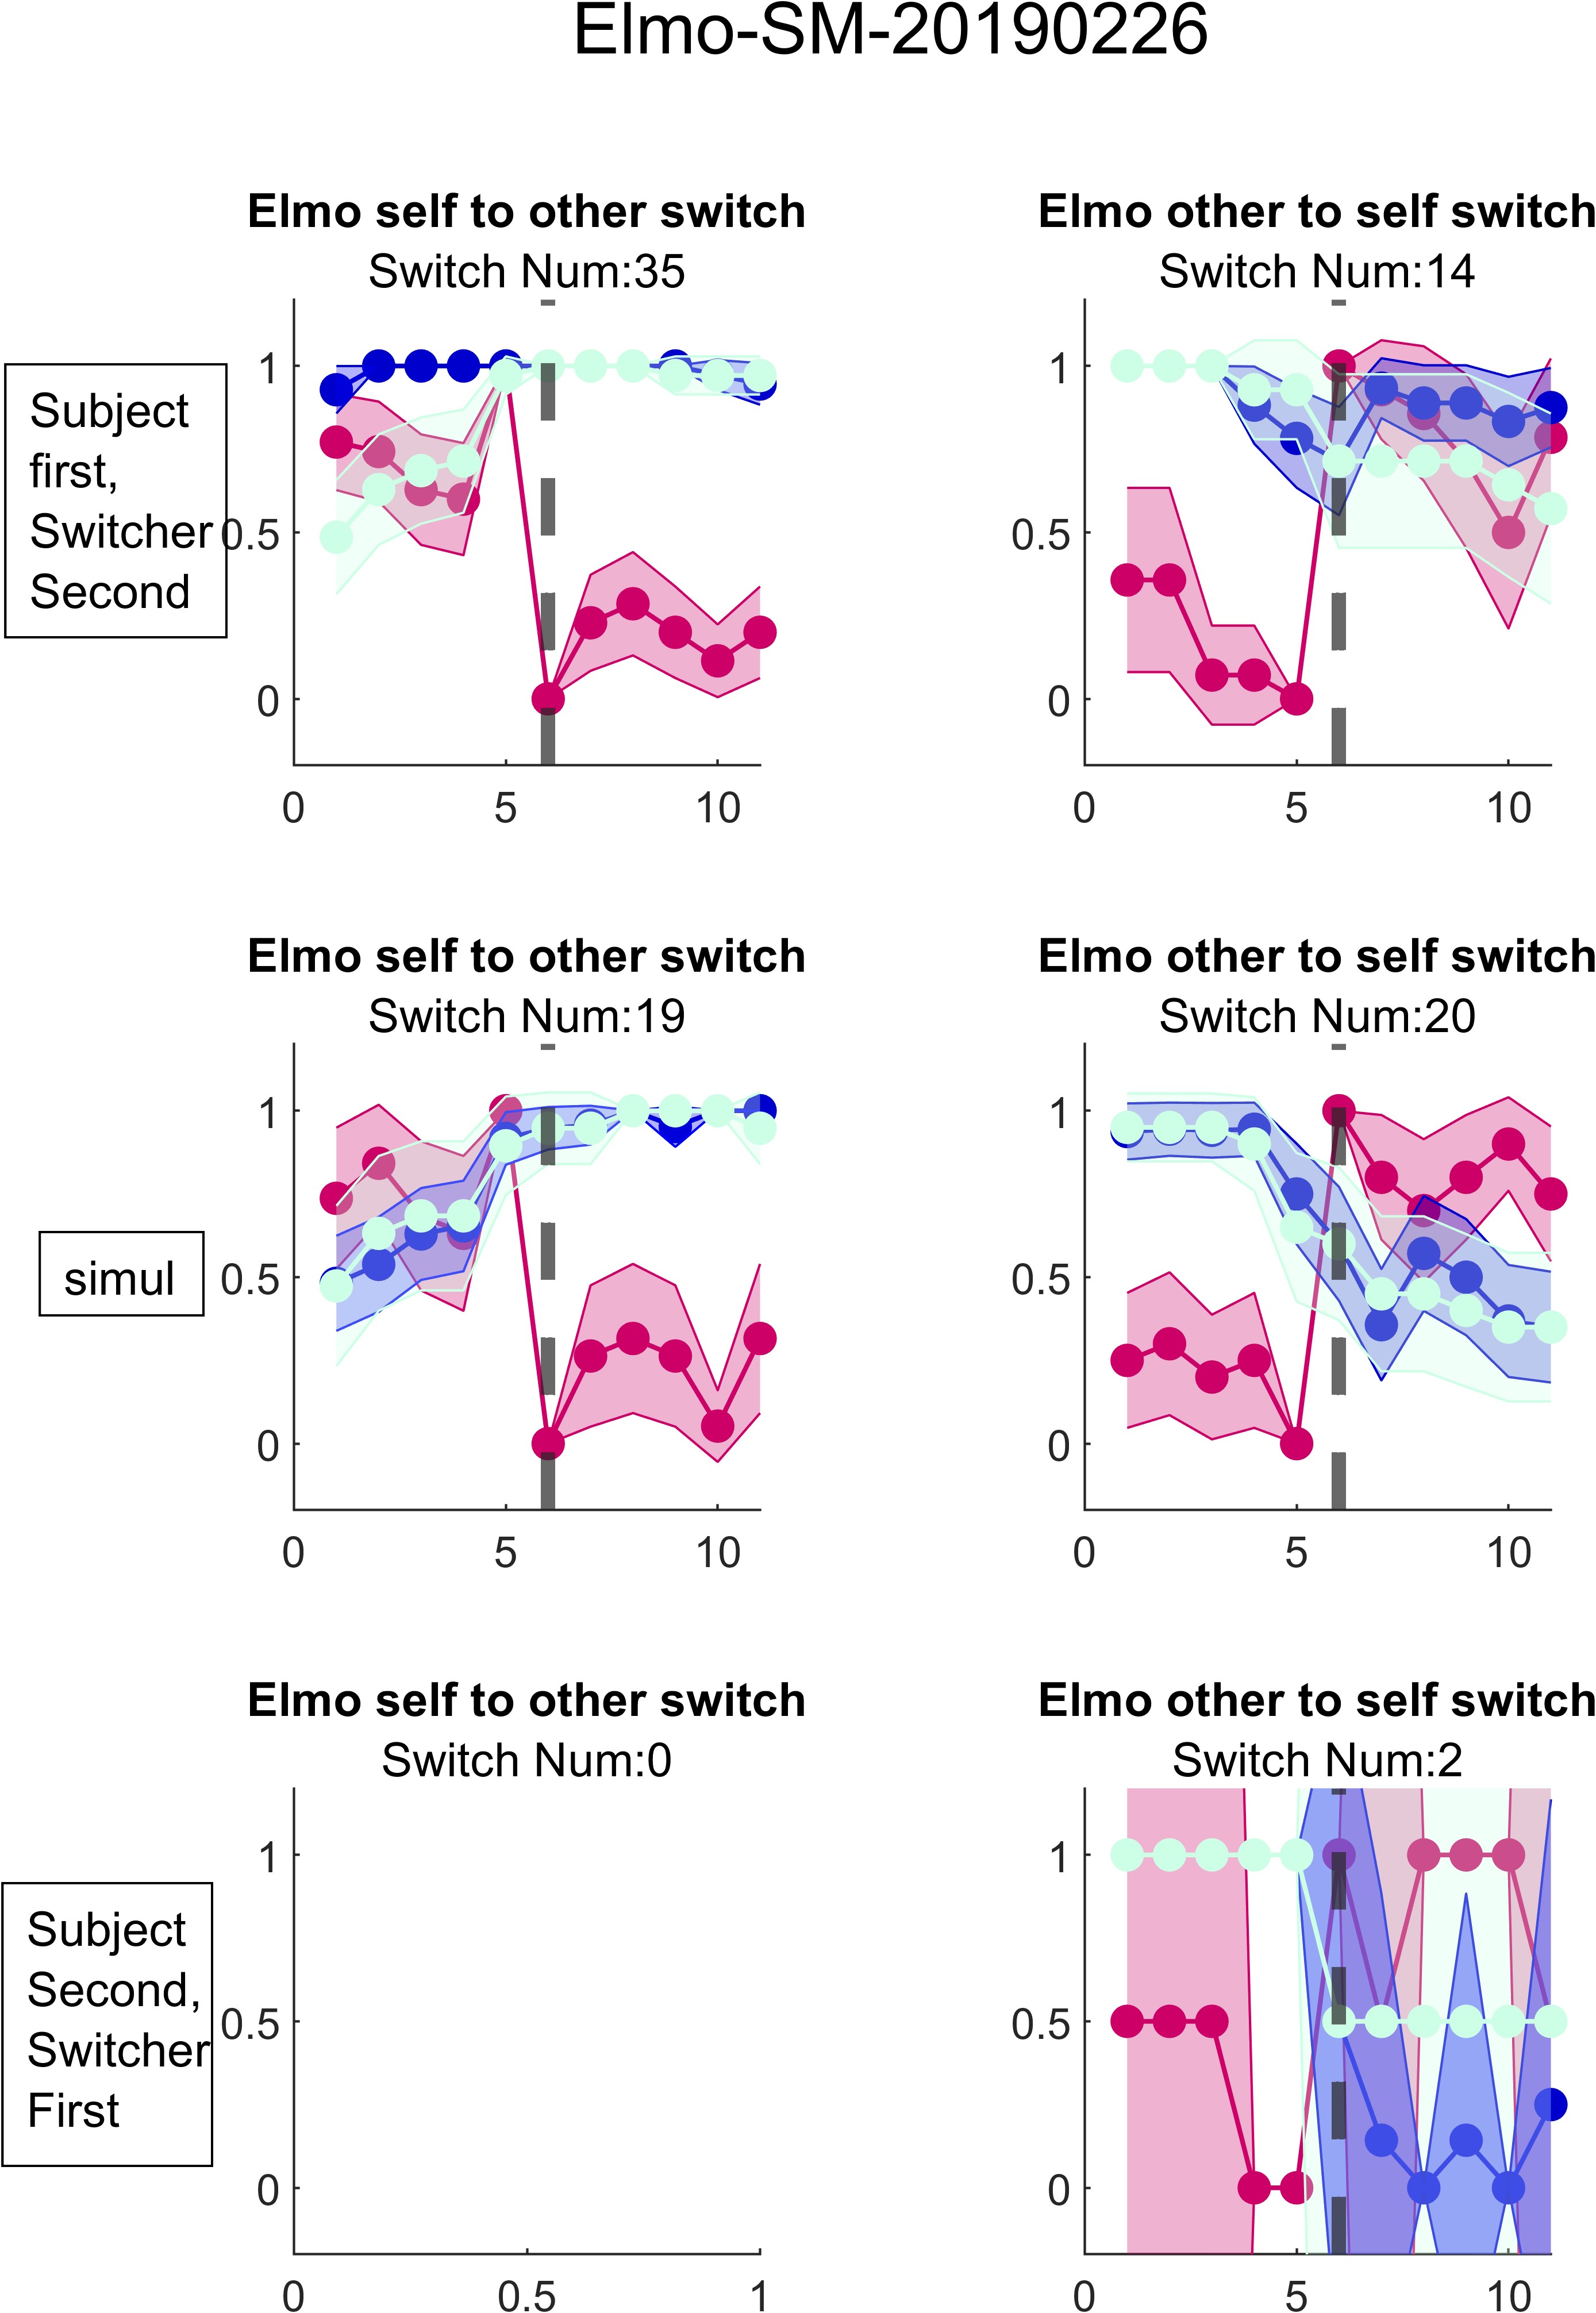 Elmo-SM-20190226
Elmo self to other switch
Switch Num:35
Elmo other to self switch
Switch Num:14
Subject
first,
Switcher
Second
1
0.5
0
0 5 10
1
0.5
0
0 5 10
Elmo self to other switch
Switch Num:19
Elmo other to self switch
Switch Num:20
simul
1
0.5
0
0 5 10
1
0.5
0
0 5 10
Elmo self to other switch
Switch Num:0
Elmo other to self switch
Switch Num:2
Subject
Second,
Switcher
First
1
0.5
0
0 0.5 1
1
0.5
0
0 5 10